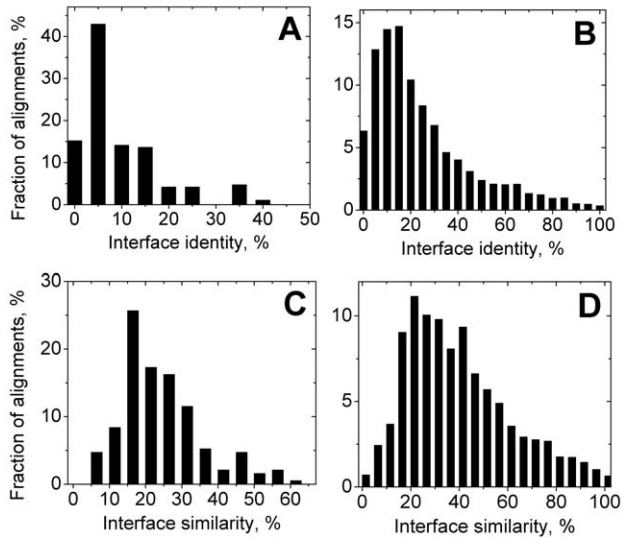 A
Fraction of alignments, %
40
30
20
10
0
0 10 20 30 40 50
Interface identity, %
B
15
10
5
0
0 20 40 60 80 100
Interface identity, %
C
Fraction of alignments, %
30
20
10
0
0 10 20 30 40 50 60
Interface similarity, %
D
10
5
0
0 20 40 60 80 100
Interface similarity, %